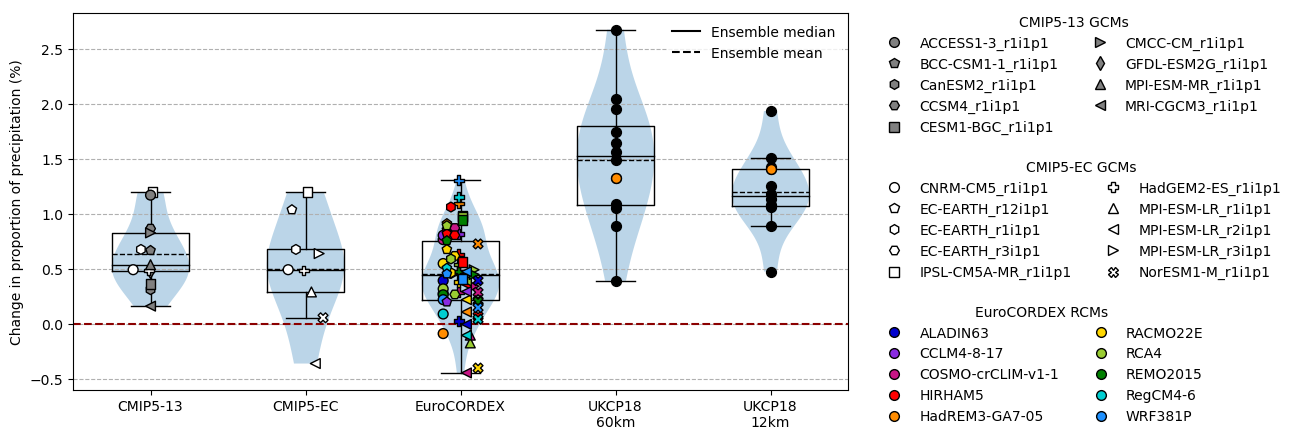 Change in proportion of precipitation (%)
2.5
2.0
1.5
1.0
0.5
0.0
−0.5
Ensemble median
Ensemble mean
CMIP5-13
CMIP5-EC
EuroCORDEX
UKCP18
60km
UKCP18
12km
CMIP5-13 GCMs
ACCESS1-3_r1i1p1
BCC-CSM1-1_r1i1p1
CanESM2_r1i1p1
CCSM4_r1i1p1
CESM1-BGC_r1i1p1
CMCC-CM_r1i1p1
GFDL-ESM2G_r1i1p1
MPI-ESM-MR_r1i1p1
MRI-CGCM3_r1i1p1
CMIP5-EC GCMs
CNRM-CM5_r1i1p1
EC-EARTH_r12i1p1
EC-EARTH_r1i1p1
EC-EARTH_r3i1p1
IPSL-CM5A-MR_r1i1p1
HadGEM2-ES_r1i1p1
MPI-ESM-LR_r1i1p1
MPI-ESM-LR_r2i1p1
MPI-ESM-LR_r3i1p1
NorESM1-M_r1i1p1
EuroCORDEX RCMs
ALADIN63
CCLM4-8-17
COSMO-crCLIM-v1-1
HIRHAM5
HadREM3-GA7-05
RACMO22E
RCA4
REMO2015
RegCM4-6
WRF381P